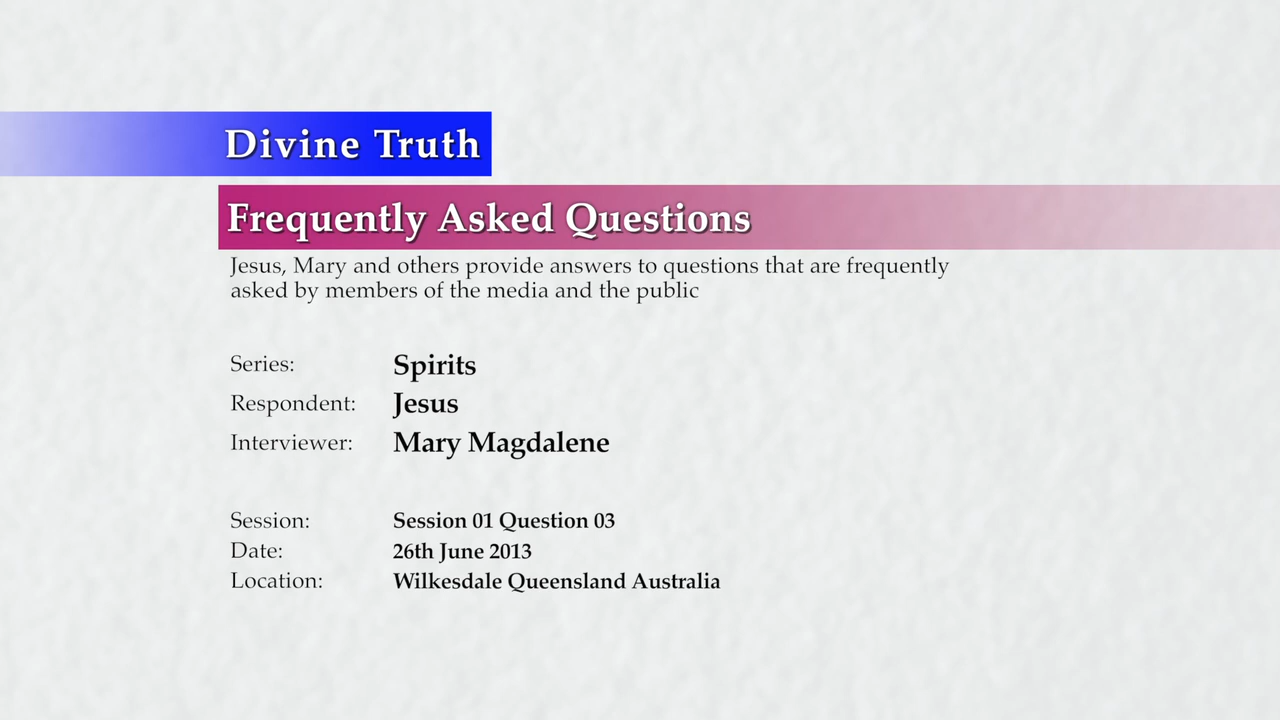 Divine Truth
Frequently Asked Questions
Jesus, Mary and others provide answers to questions that are frequently
asked by members of the media and the public
Series: Spirits
Respondent: Jesus
Interviewer: Mary Magdalene
Session: Session 01 Question 03
Date: 26th June 2013
Location: Wilkesdale Queensland Australia